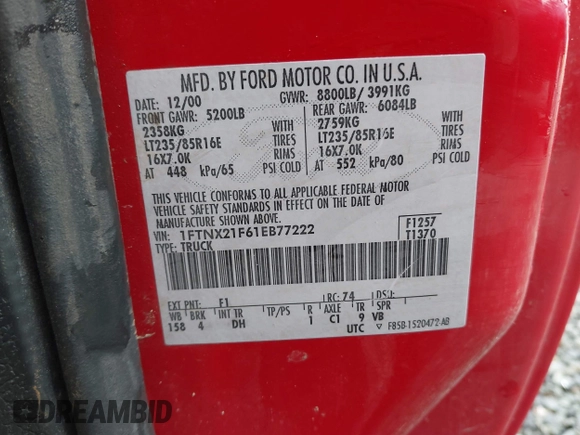 MFD. BY FORD MOTOR CO. IN U.S.A.
DATE: 12/00 GVWR: 8800LB/ 3991KG
FRONT GAWR: 5200LB REAR GAWR: 6084LB
2358KG WITH 2759KG WITH
LT235/85R16E TIRES LT235/85R16E TIRES
16X7.0K RIMS 16X7.0K RIMS
AT 448 kPa/65 PSI COLD AT 552 kPa/80 PSI COLD
THIS VEHICLE CONFORMS TO ALL APPLICABLE FEDERAL MOTOR
VEHICLE SAFETY STANDARDS IN EFFECT ON THE DATE OF
MANUFACTURE SHOWN ABOVE.
VIN: 1FTNX21F61EB77222 F1257
TYPE: TRUCK T1370
EXT PNT: F1 RC: 74 DSO:
WB BRK INT TR TP/PS R AXLE TR SPR
158 4 DH 1 C1 9 VB
UTC F85B-1520472-AB
DREAMBID